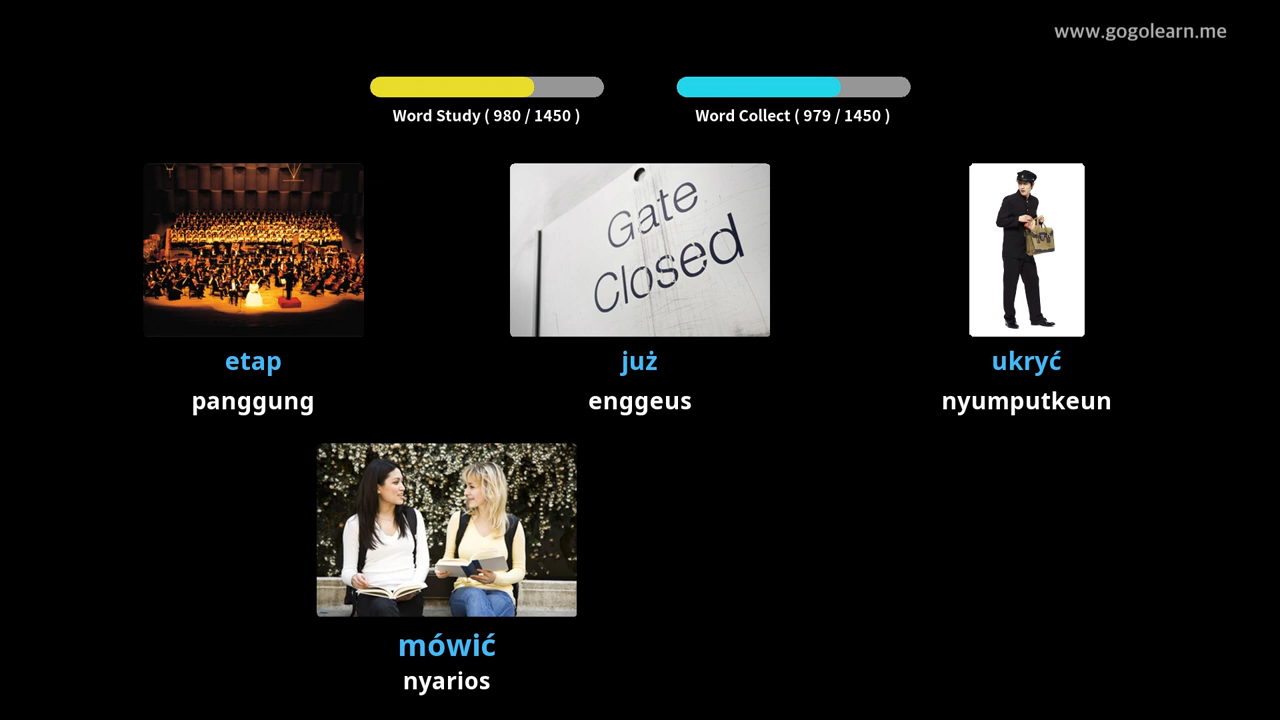 www.gogolearn.me
Word Study ( 980 / 1450 )
Word Collect ( 979 / 1450 )
Gate
Closed
etap
panggung
już
enggeus
ukryć
nyumputkeun
mówić
nyarios